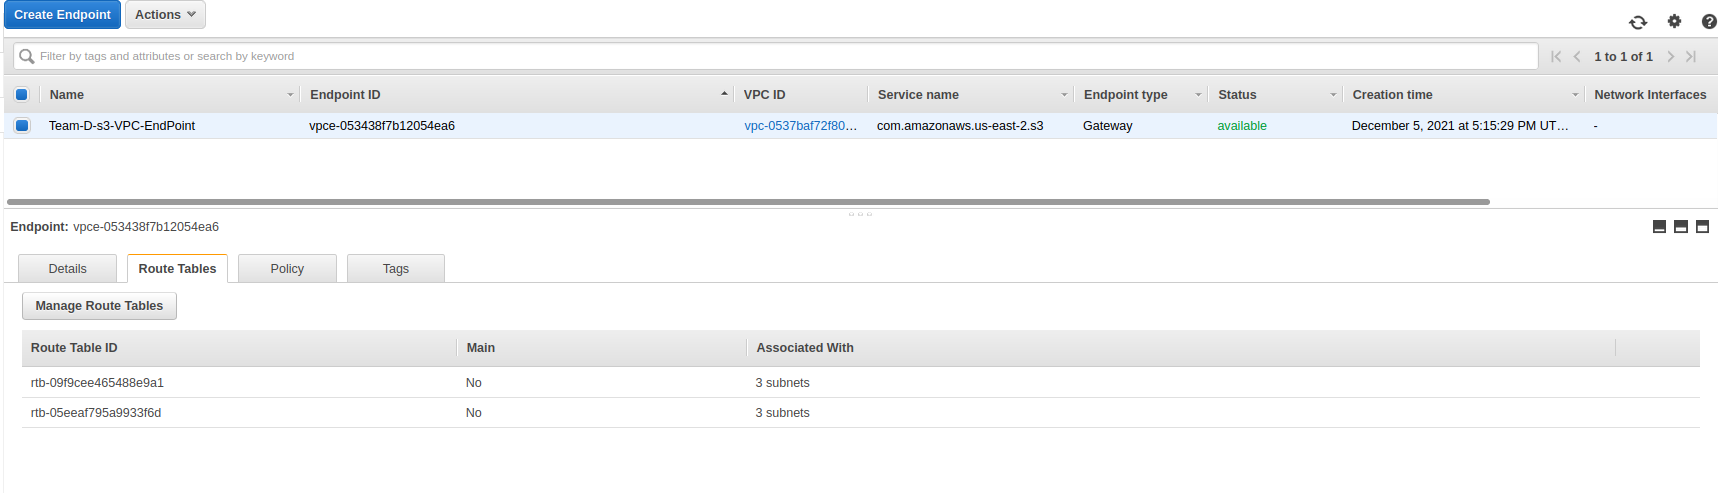 Create Endpoint Actions
Filter by tags and attributes or search by keyword 1 to 1 of 1
Name Endpoint ID VPC ID Service name Endpoint type Status Creation time Network Interfaces
Team-D-s3-VPC-EndPoint vpce-053438f7b12054ea6 vpc-0537baf72f80... com.amazonaws.us-east-2.s3 Gateway available December 5, 2021 at 5:15:29 PM UT... -
Endpoint: vpce-053438f7b12054ea6
Details Route Tables Policy Tags
Manage Route Tables
Route Table ID Main Associated With
rtb-09f9cee465488e9a1 No 3 subnets
rtb-05eeaf795a9933f6d No 3 subnets